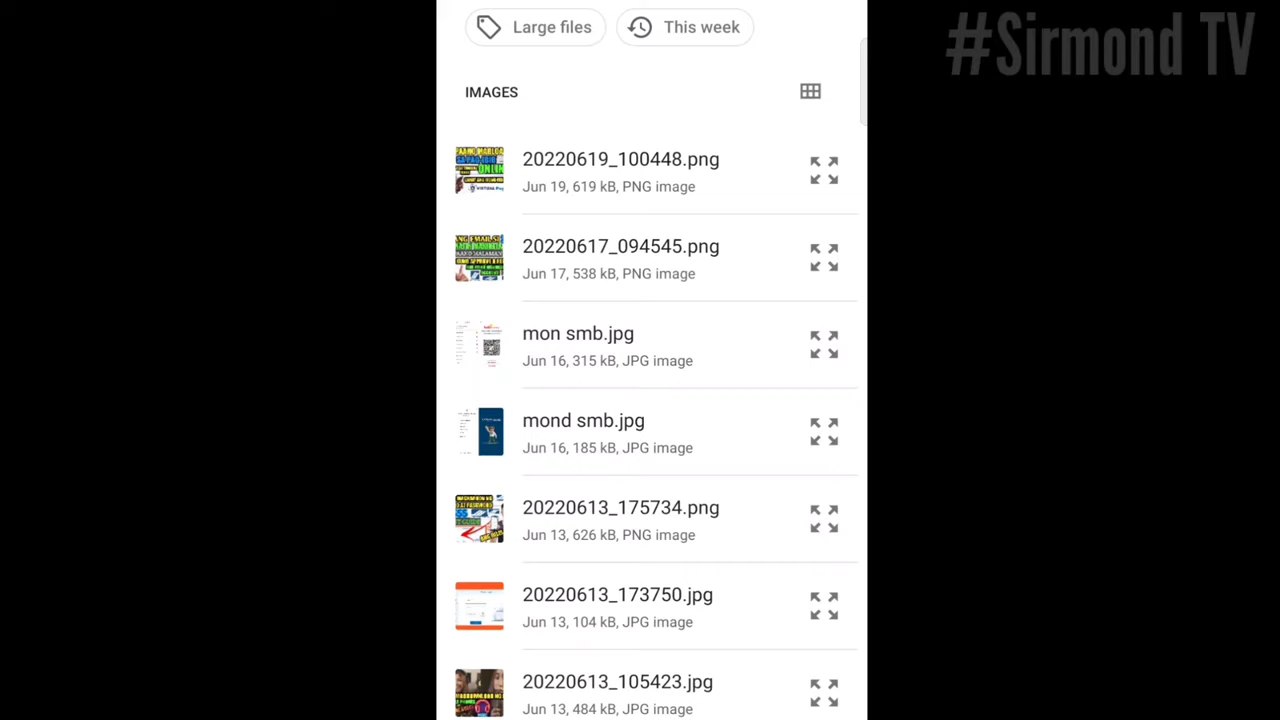 #Sirmond TV
Large files
This week
IMAGES
20220619_100448.png
Jun 19, 619 kB, PNG image
20220617_094545.png
Jun 17, 538 kB, PNG image
mon smb.jpg
Jun 16, 315 kB, JPG image
mond smb.jpg
Jun 16, 185 kB, JPG image
20220613_175734.png
Jun 13, 626 kB, PNG image
20220613_173750.jpg
Jun 13, 104 kB, JPG image
20220613_105423.jpg
Jun 13, 484 kB, JPG image